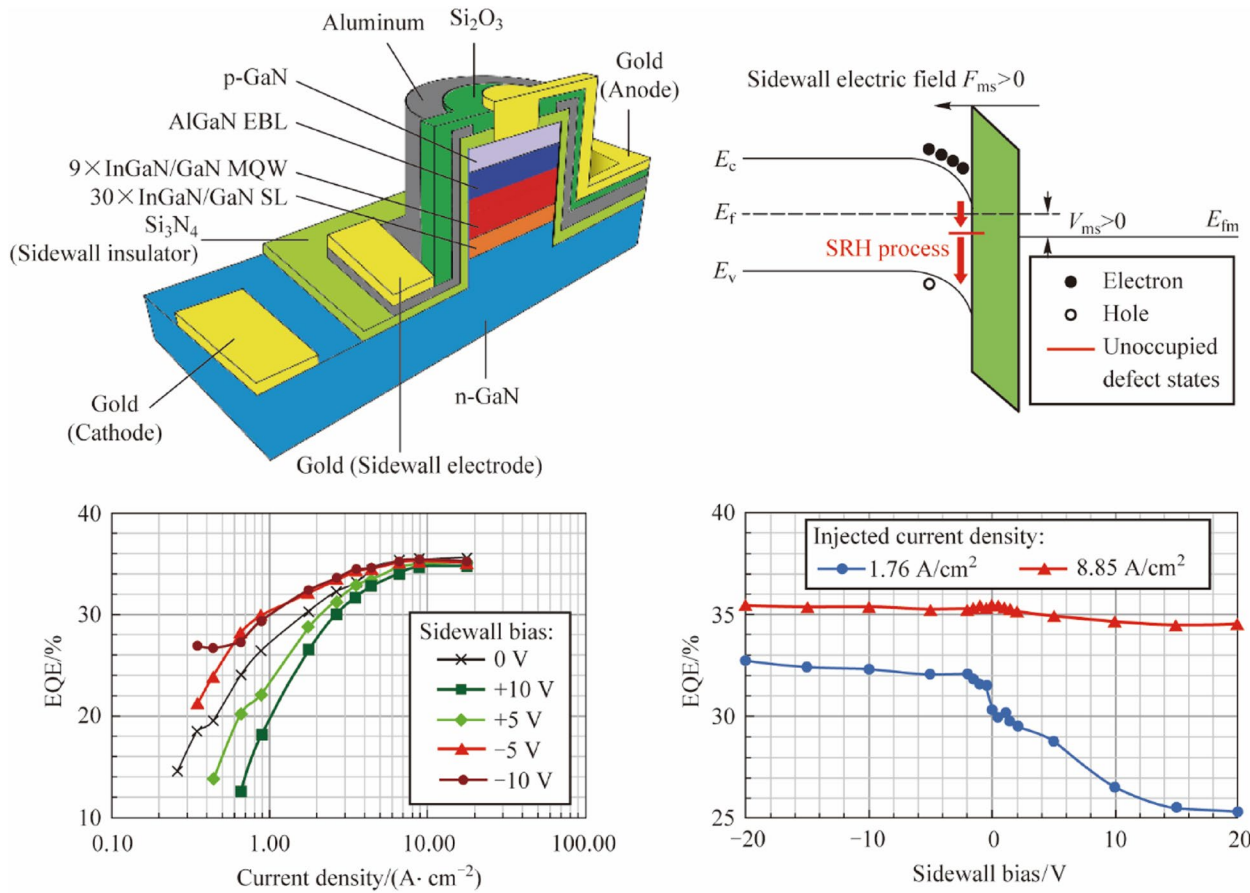 Aluminum
Si₂O₃
p-GaN
Gold
(Anode)
AlGaN EBL
9×InGaN/GaN MQW
30×InGaN/GaN SL
Si₃N₄
(Sidewall insulator)
n-GaN
Gold
(Cathode)
Gold (Sidewall electrode)
Sidewall electric field Fms>0
Ec
Ef
Vms>0
Efm
SRH process
Ev
Electron
Hole
Unoccupied
defect states
40
30
20
10
EQE/%
0.10
1.00
10.00
100.00
Current density/(A· cm⁻²)
Sidewall bias:
0 V
+10 V
+5 V
−5 V
−10 V
40
35
30
25
EQE/%
−20
−10
0
10
20
Sidewall bias/V
Injected current density:
1.76 A/cm²
8.85 A/cm²